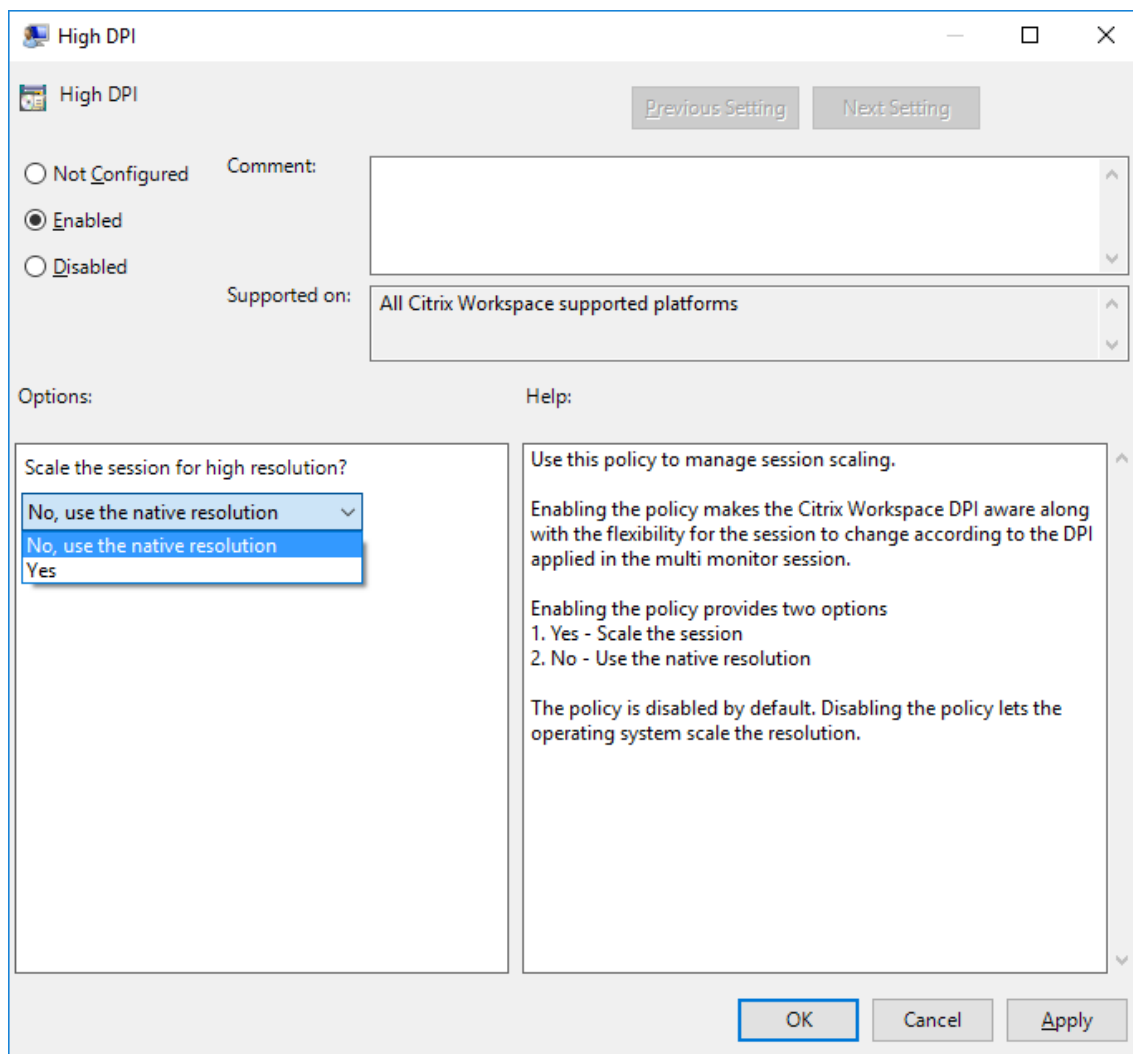 High DPI
High DPI
Previous Setting
Next Setting
Not Configured
Enabled
Disabled
Comment:
Supported on:
All Citrix Workspace supported platforms
Options:
Help:
Scale the session for high resolution?
No, use the native resolution
No, use the native resolution
Yes
Use this policy to manage session scaling.
Enabling the policy makes the Citrix Workspace DPI aware along
with the flexibility for the session to change according to the DPI
applied in the multi monitor session.
Enabling the policy provides two options
1. Yes - Scale the session
2. No - Use the native resolution
The policy is disabled by default. Disabling the policy lets the
operating system scale the resolution.
OK
Cancel
Apply